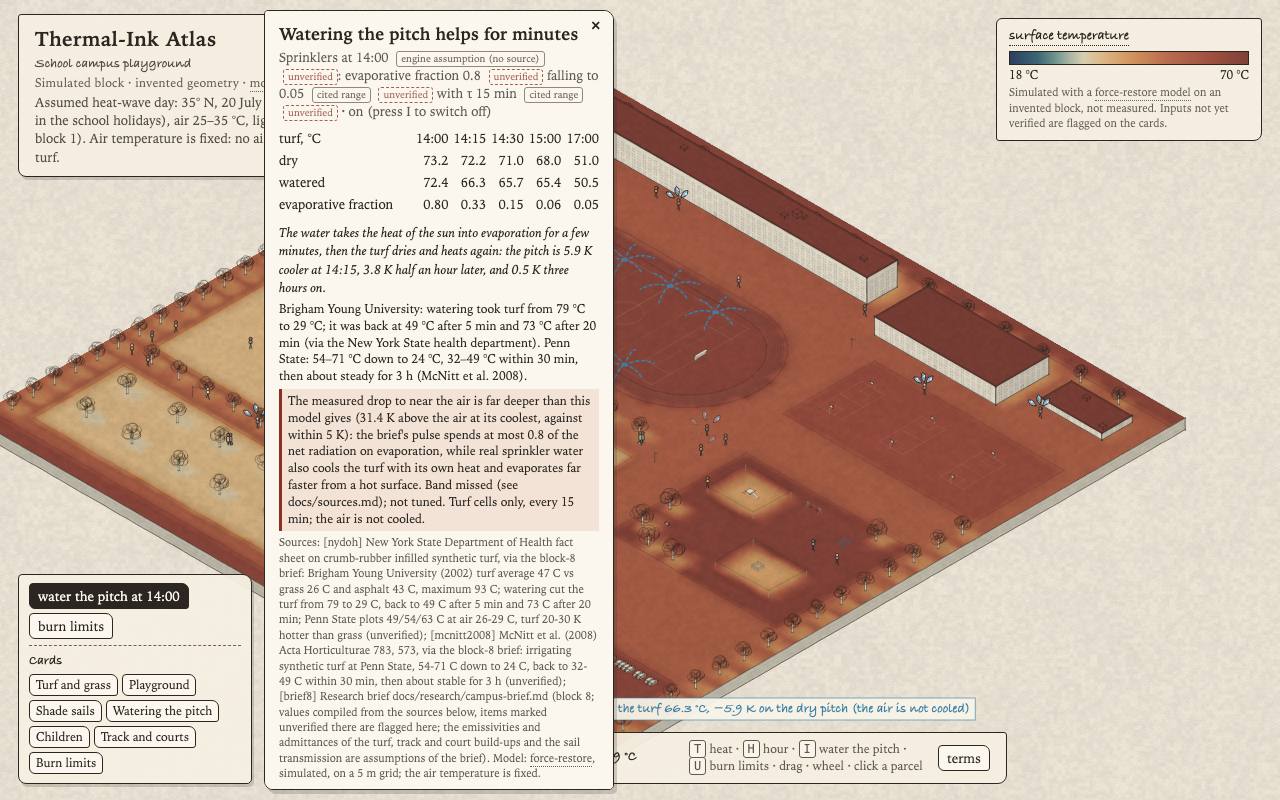 Thermal-Ink Atlas
School campus playground
Simulated block · invented geometry ·
Assumed heat-wave day: 35° N, 20 July
in the school holidays), air 25–35 °C,
block 1). Air temperature is fixed: no
turf.
×
Watering the pitch helps for minutes
Sprinklers at 14:00 engine assumption (no source)
unverified : evaporative fraction 0.8 unverified falling to
0.05 cited range unverified with τ 15 min cited range
unverified · on (press I to switch off)
turf, °C 14:00 14:15 14:30 15:00 17:00
dry 73.2 72.2 71.0 68.0 51.0
watered 72.4 66.3 65.7 65.4 50.5
evaporative fraction 0.80 0.33 0.15 0.06 0.05
The water takes the heat of the sun into evaporation for a few
minutes, then the turf dries and heats again: the pitch is 5.9 K
cooler at 14:15, 3.8 K half an hour later, and 0.5 K three
hours on.
Brigham Young University: watering took turf from 79 °C
to 29 °C; it was back at 49 °C after 5 min and 73 °C after 20
min (via the New York State health department). Penn
State: 54–71 °C down to 24 °C, 32–49 °C within 30 min,
then about steady for 3 h (McNitt et al. 2008).
The measured drop to near the air is far deeper than this
model gives (31.4 K above the air at its coolest, against
within 5 K): the brief's pulse spends at most 0.8 of the
net radiation on evaporation, while real sprinkler water
also cools the turf with its own heat and evaporates far
faster from a hot surface. Band missed (see
docs/sources.md); not tuned. Turf cells only, every 15
min; the air is not cooled.
Sources: [nydoh] New York State Department of Health fact
sheet on crumb-rubber infilled synthetic turf, via the block-8
brief: Brigham Young University (2002) turf average 47 C vs
grass 26 C and asphalt 43 C, maximum 93 C; watering cut the
turf from 79 to 29 C, back to 49 C after 5 min and 73 C after 20
min; Penn State plots 49/54/63 C at air 26-29 C, turf 20-30 K
hotter than grass (unverified); [mcnitt2008] McNitt et al. (2008)
Acta Horticulturae 783, 573, via the block-8 brief: irrigating
synthetic turf at Penn State, 54-71 C down to 24 C, back to 32-
49 C within 30 min, then about stable for 3 h (unverified);
[brief8] Research brief docs/research/campus-brief.md (block 8;
values compiled from the sources below, items marked
unverified there are flagged here; the emissivities and
admittances of the turf, track and court build-ups and the sail
transmission are assumptions of the brief). Model: force-restore,
simulated, on a 5 m grid; the air temperature is fixed.
surface temperature
18 °C 70 °C
Simulated with a force-restore model on an
invented block, not measured. Inputs not yet
verified are flagged on the cards.
water the pitch at 14:00
burn limits
Cards
Turf and grass Playground
Shade sails Watering the pitch
Children Track and courts
Burn limits
the turf 66.3 °C, −5.9 K on the dry pitch (the air is not cooled)
°C
T heat · H hour · I water the pitch ·
U burn limits · drag · wheel · click a parcel
terms